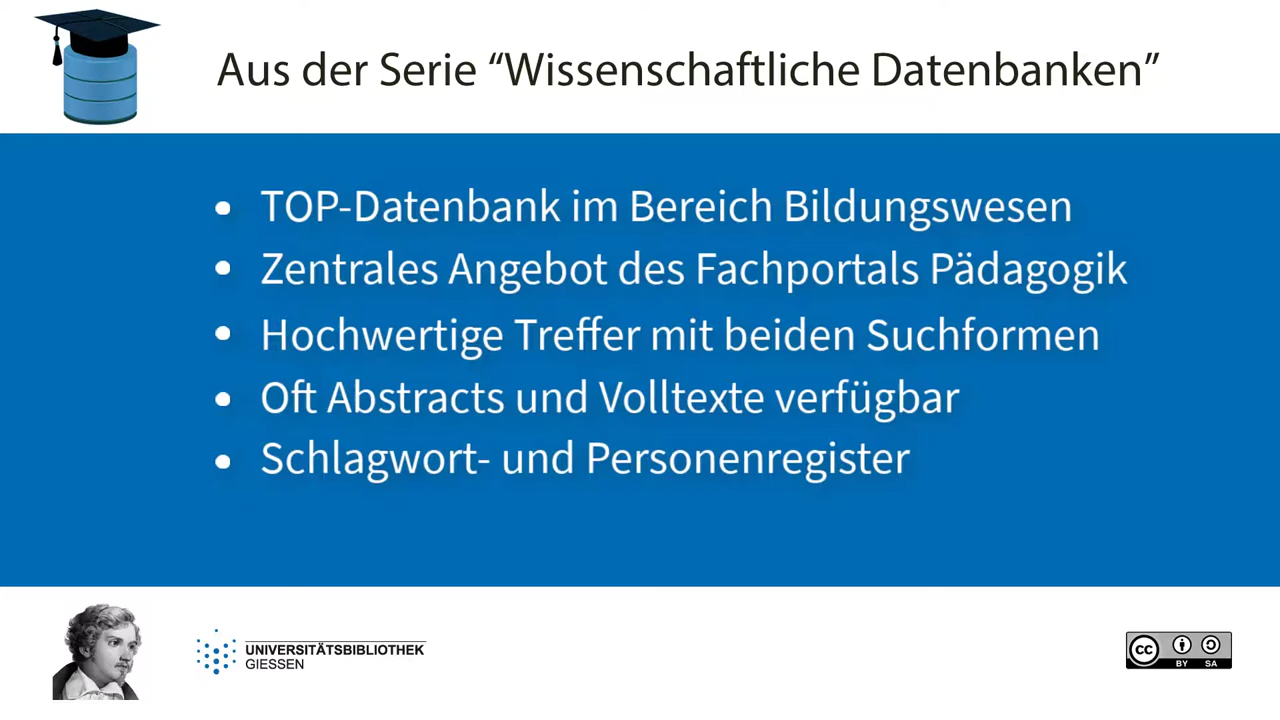 Aus der Serie “Wissenschaftliche Datenbanken”
• TOP-Datenbank im Bereich Bildungswesen
• Zentrales Angebot des Fachportals Pädagogik
• Hochwertige Treffer mit beiden Suchformen
• Oft Abstracts und Volltexte verfügbar
• Schlagwort- und Personenregister
UNIVERSITÄTSBIBLIOTHEK
GIESSEN
cc
BY SA